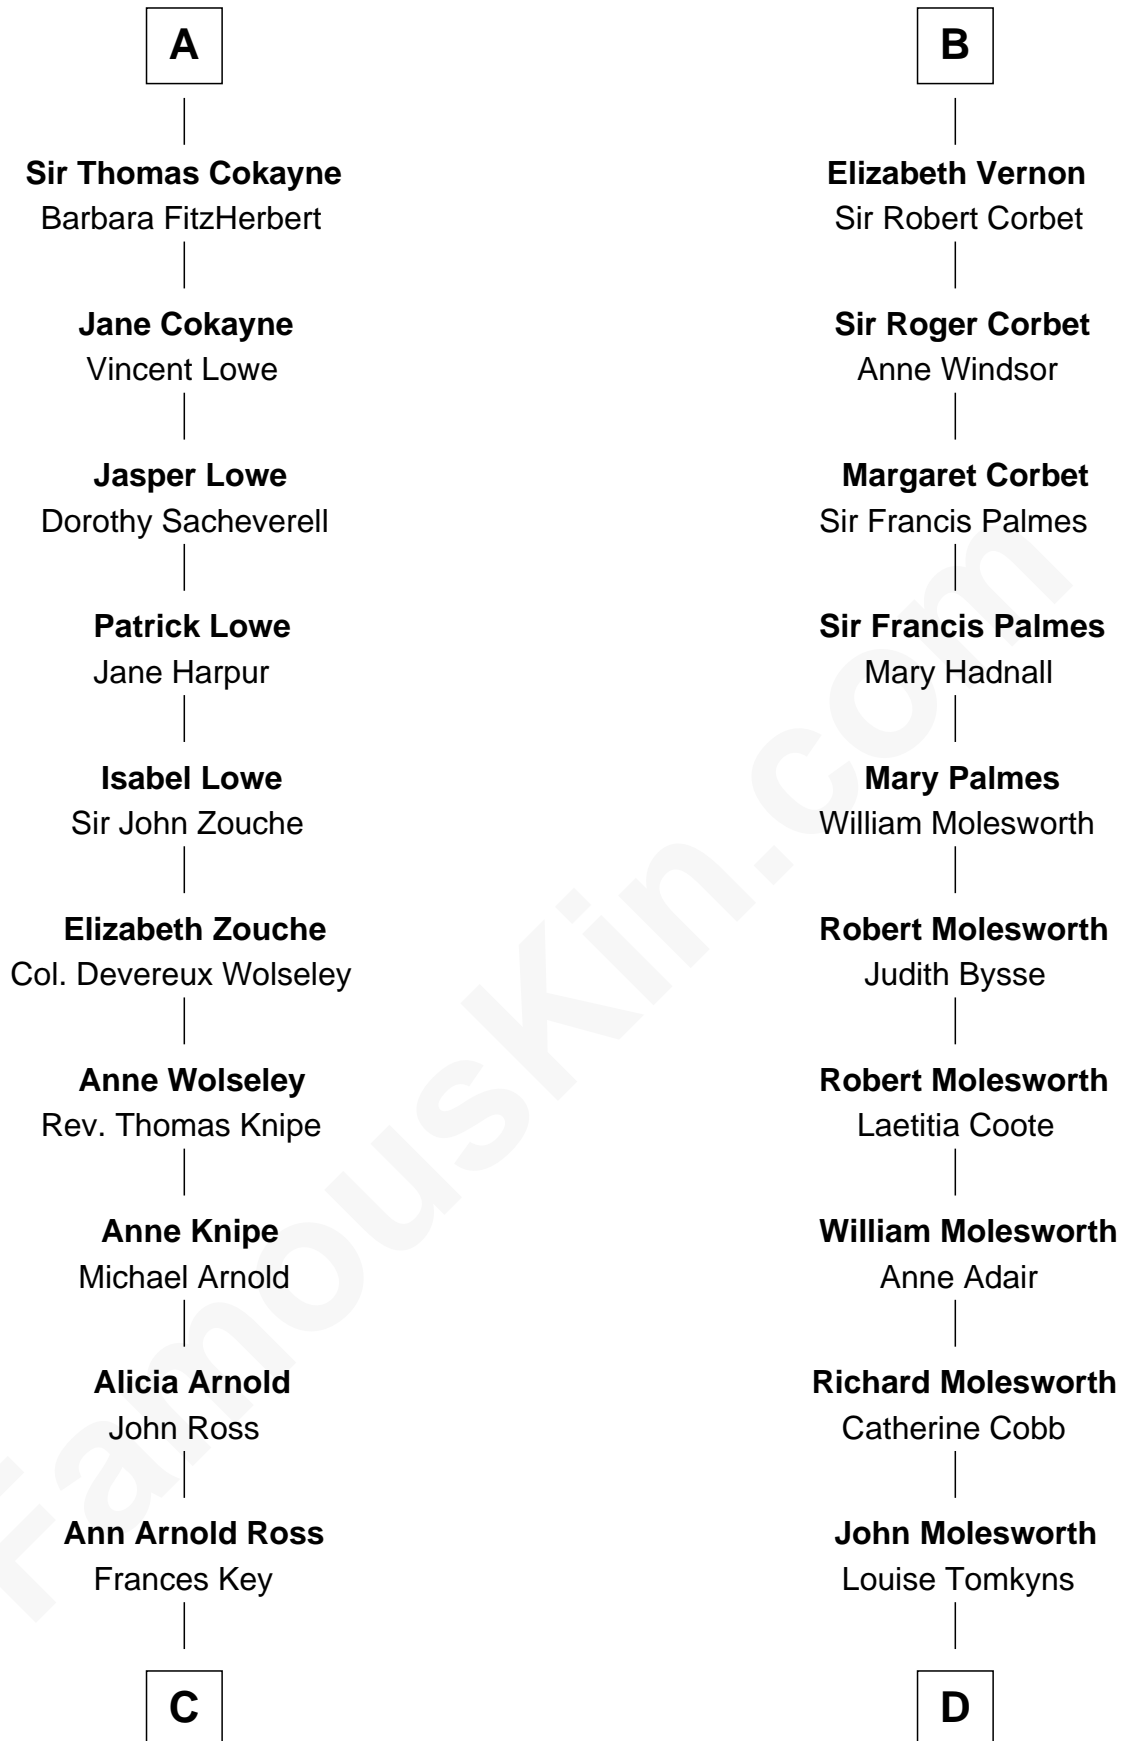 A
Sir Thomas Cokayne
Barbara FitzHerbert
Jane Cokayne
Vincent Lowe
Jasper Lowe
Dorothy Sacheverell
Patrick Lowe
Jane Harpur
Isabel Lowe
Sir John Zouche
Elizabeth Zouche
Col. Devereux Wolseley
Anne Wolseley
Rev. Thomas Knipe
Anne Knipe
Michael Arnold
Alicia Arnold
John Ross
Ann Arnold Ross
Frances Key
C
B
Elizabeth Vernon
Sir Robert Corbet
Sir Roger Corbet
Anne Windsor
Margaret Corbet
Sir Francis Palmes
Sir Francis Palmes
Mary Hadnall
Mary Palmes
William Molesworth
Robert Molesworth
Judith Bysse
Robert Molesworth
Laetitia Coote
William Molesworth
Anne Adair
Richard Molesworth
Catherine Cobb
John Molesworth
Louise Tomkyns
D
FamousKin.com